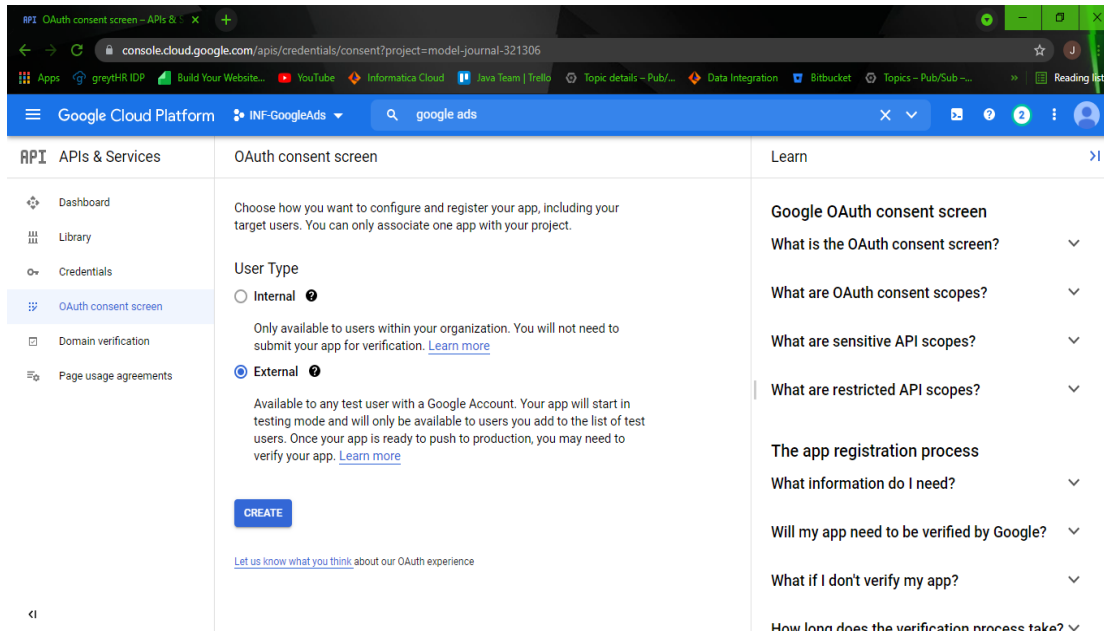 API OAuth consent screen – APIs & S
console.cloud.google.com/apis/credentials/consent?project=model-journal-321306
J
Apps
greytHR IDP
Build Your Website...
YouTube
Informatica Cloud
Java Team | Trello
Topic details – Pub/...
Data Integration
Bitbucket
Topics – Pub/Sub –...
»
Reading list
Google Cloud Platform
INF-GoogleAds
google ads
2
API APIs & Services
Dashboard
Library
Credentials
OAuth consent screen
Domain verification
Page usage agreements
OAuth consent screen
Choose how you want to configure and register your app, including your
target users. You can only associate one app with your project.
User Type
Internal
Only available to users within your organization. You will not need to
submit your app for verification. Learn more
External
Available to any test user with a Google Account. Your app will start in
testing mode and will only be available to users you add to the list of test
users. Once your app is ready to push to production, you may need to
verify your app. Learn more
CREATE
Let us know what you think about our OAuth experience
Learn
Google OAuth consent screen
What is the OAuth consent screen?
What are OAuth consent scopes?
What are sensitive API scopes?
What are restricted API scopes?
The app registration process
What information do I need?
Will my app need to be verified by Google?
What if I don't verify my app?
How long does the verification process take?